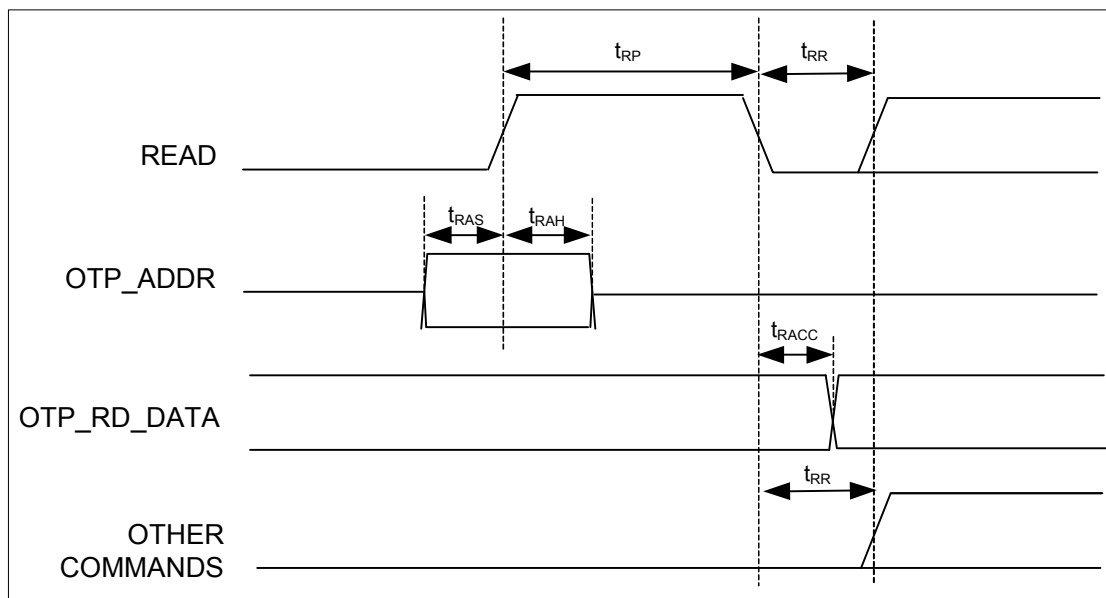 tRP
tRR
READ
tRAS
tRAH
OTP_ADDR
tRACC
OTP_RD_DATA
tRR
OTHER
COMMANDS